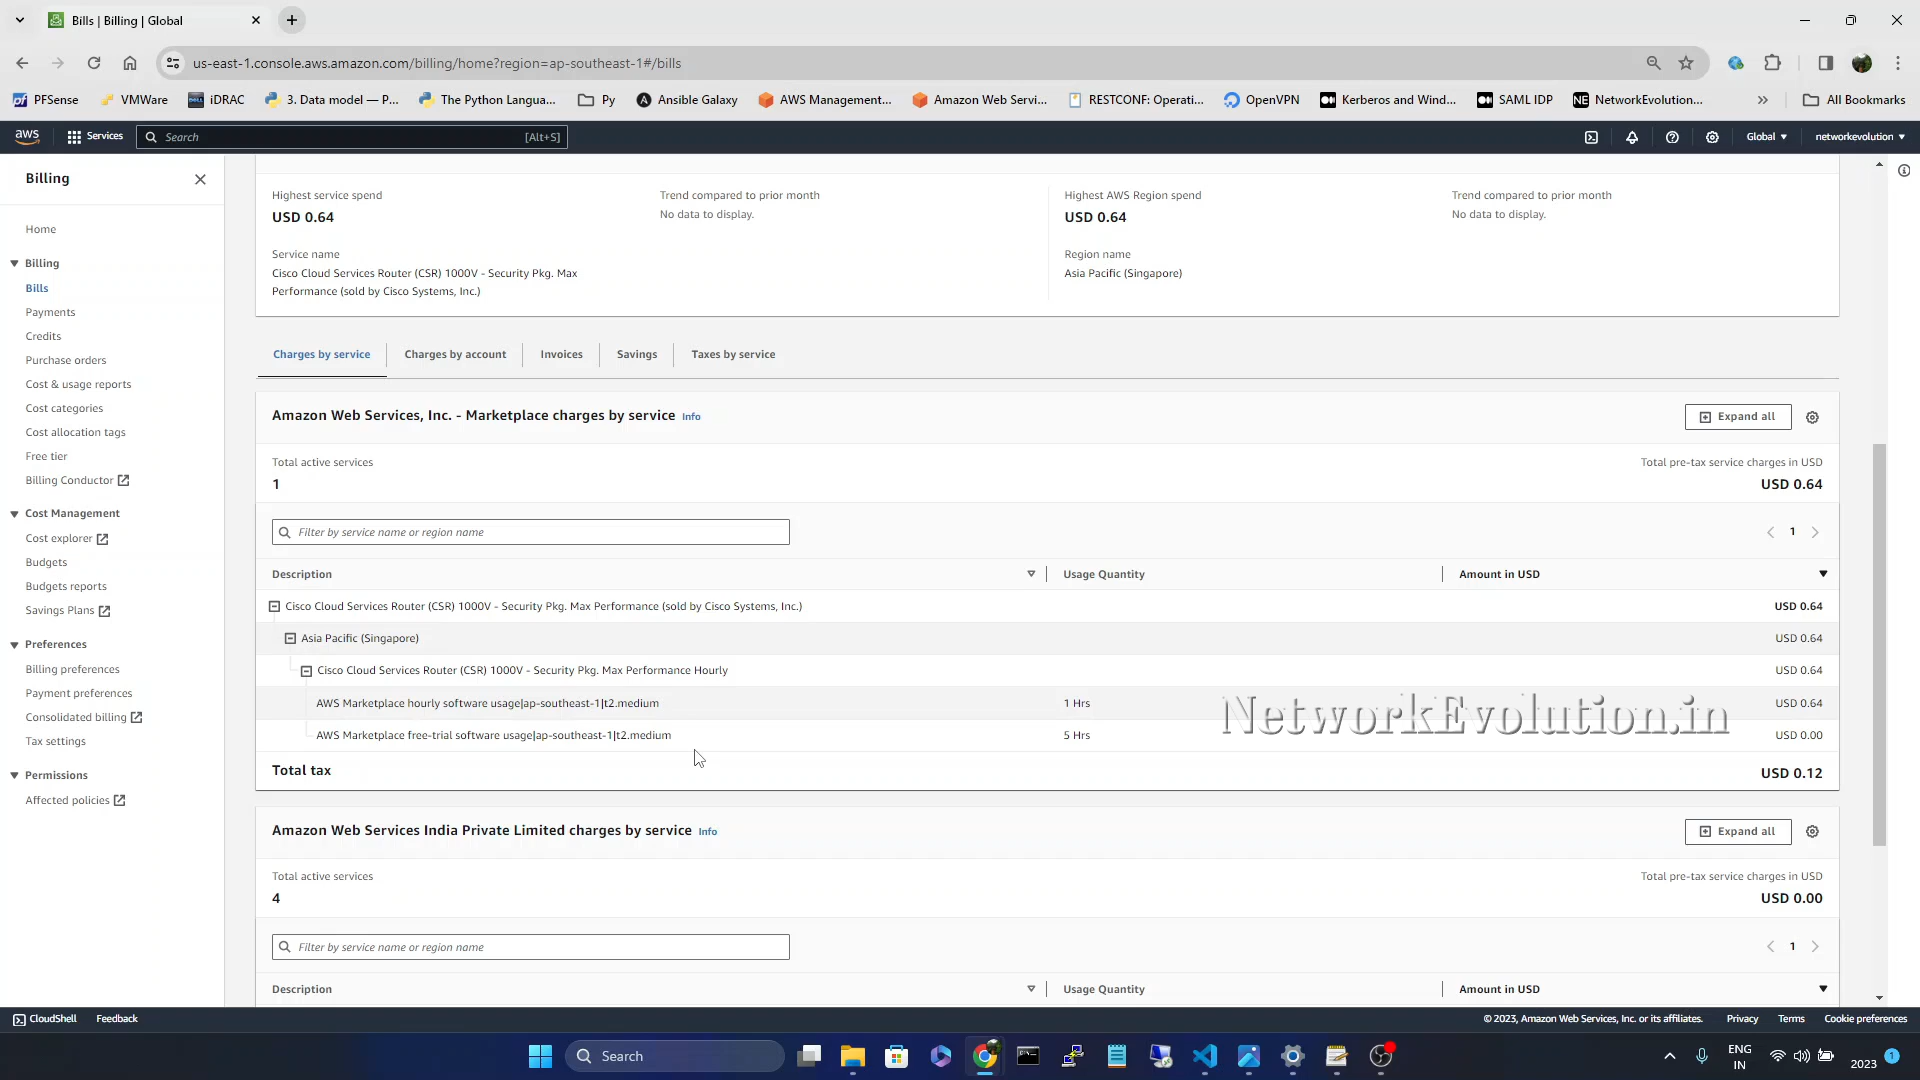 Bills | Billing | Global
us-east-1.console.aws.amazon.com/billing/home?region=ap-southeast-1#/bills
PFSense VMWare iDRAC 3. Data model — P... The Python Langua... Py Ansible Galaxy AWS Management... Amazon Web Servi... RESTCONF: Operati... OpenVPN Kerberos and Wind... SAML IDP NetworkEvolution... All Bookmarks
aws Services Search [Alt+S] Global networkevolution
Billing
Home
Billing
Bills
Payments
Credits
Purchase orders
Cost & usage reports
Cost categories
Cost allocation tags
Free tier
Billing Conductor
Cost Management
Cost explorer
Budgets
Budgets reports
Savings Plans
Preferences
Billing preferences
Payment preferences
Consolidated billing
Tax settings
Permissions
Affected policies
Highest service spend Trend compared to prior month Highest AWS Region spend Trend compared to prior month
USD 0.64 No data to display. USD 0.64 No data to display.
Service name Region name
Cisco Cloud Services Router (CSR) 1000V - Security Pkg. Max Asia Pacific (Singapore)
Performance (sold by Cisco Systems, Inc.)
Charges by service Charges by account Invoices Savings Taxes by service
Amazon Web Services, Inc. - Marketplace charges by service Info Expand all
Total active services Total pre-tax service charges in USD
1 USD 0.64
Filter by service name or region name 1
Description Usage Quantity Amount in USD
Cisco Cloud Services Router (CSR) 1000V - Security Pkg. Max Performance (sold by Cisco Systems, Inc.) USD 0.64
Asia Pacific (Singapore) USD 0.64
Cisco Cloud Services Router (CSR) 1000V - Security Pkg. Max Performance Hourly USD 0.64
AWS Marketplace hourly software usage|ap-southeast-1|t2.medium 1 Hrs USD 0.64
NetworkEvolution.in
AWS Marketplace free-trial software usage|ap-southeast-1|t2.medium 5 Hrs USD 0.00
Total tax USD 0.12
Amazon Web Services India Private Limited charges by service Info Expand all
Total active services Total pre-tax service charges in USD
4 USD 0.00
Filter by service name or region name 1
Description Usage Quantity Amount in USD
CloudShell Feedback © 2023, Amazon Web Services, Inc. or its affiliates. Privacy Terms Cookie preferences
Search ENG
IN 2023 1